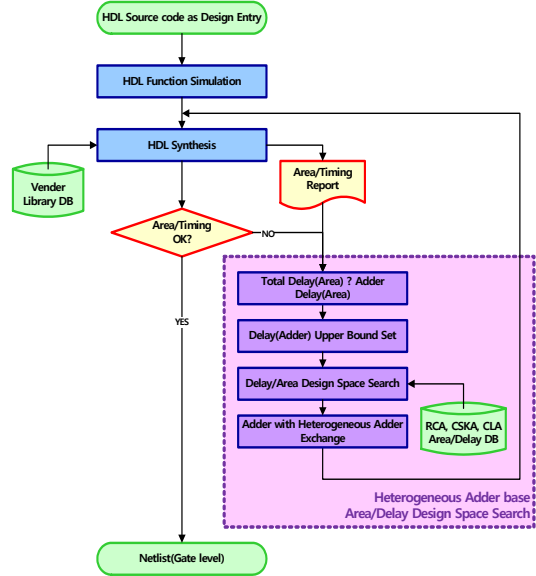 HDL Source code as Design Entry
HDL Function Simulation
HDL Synthesis
Vender
Library DB
Area/Timing
Report
Area/Timing
OK?
NO
Total Delay(Area) ? Adder
Delay(Area)
YES
Delay(Adder) Upper Bound Set
Delay/Area Design Space Search
RCA, CSKA, CLA
Area/Delay DB
Adder with Heterogeneous Adder
Exchange
Heterogeneous Adder base
Area/Delay Design Space Search
Netlist(Gate level)